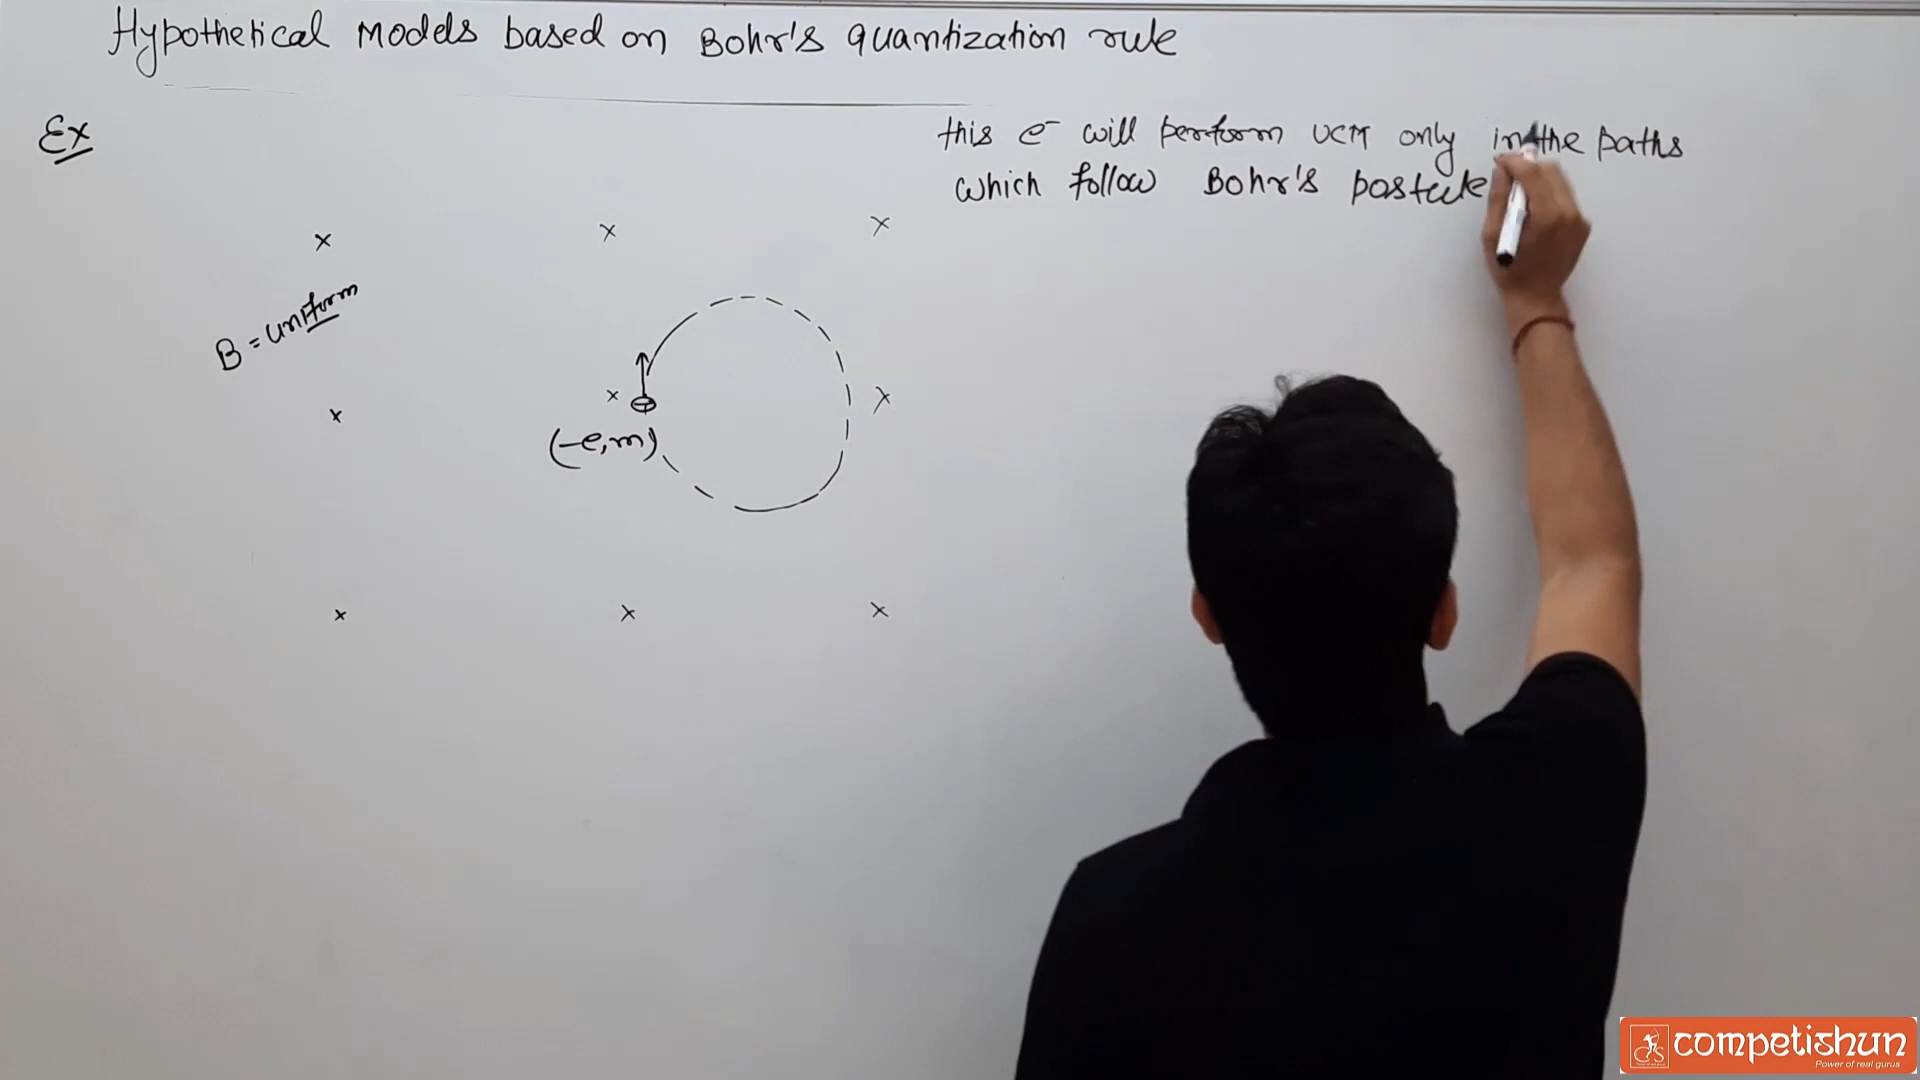 Hypothetical Models based on Bohr's quantization rule
Ex
this e⁻ will perform UCM only in the paths
which follow Bohr's postule
x x x
B = uniform
x x x
(-e, m)
x x x
competishun
Power of real gurus